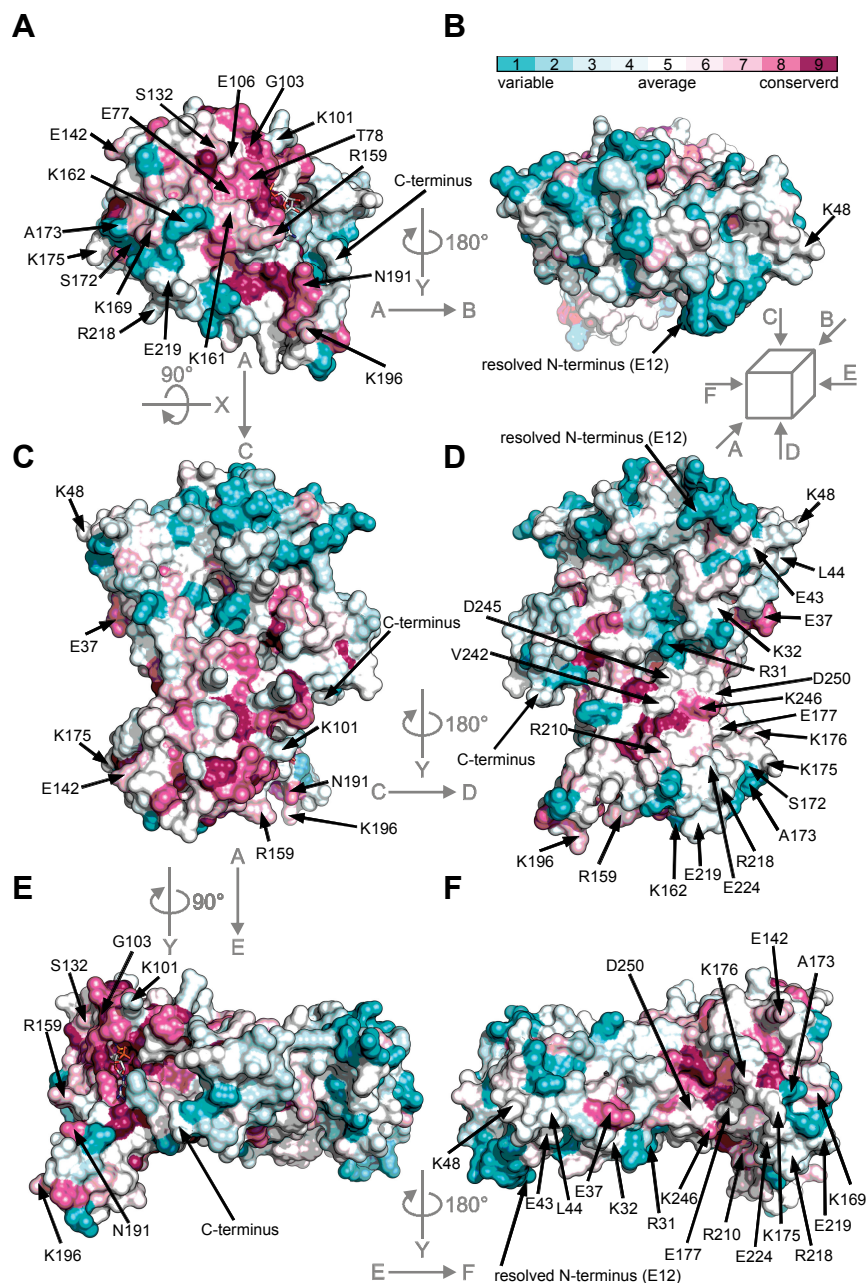 A
B
1 2 3 4 5 6 7 8 9
variable average conserverd
E106
G103
S132
E77
K101
T78
E142
R159
K162
C-terminus
A173
K175
S172
K169
R218
E219
K161
N191
K196
180°
Y
A B
K48
resolved N-terminus (E12)
C
B
F
E
A
D
90°
X
A
C
C
K48
E37
C-terminus
K175
K101
E142
N191
K196
R159
180°
Y
C D
D
resolved N-terminus (E12)
K48
L44
E43
E37
D245
K32
V242
R31
D250
K246
E177
R210
K176
C-terminus
K175
S172
A173
K196
R159
R218
K162
E219
E224
90°
Y
A
E
E
G103
S132
K101
R159
K196
N191
C-terminus
180°
Y
E F
F
E142
D250
K176
A173
K48
E43
L44
E37
K32
R31
K246
E177
R210
E224
K175
R218
E219
K169
resolved N-terminus (E12)